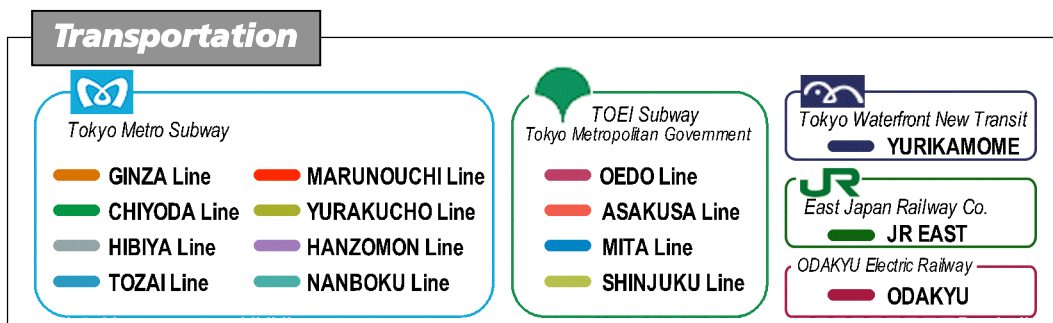 Transportation
Tokyo Metro Subway
GINZA Line
MARUNOUCHI Line
CHIYODA Line
YURAKUCHO Line
HIBIYA Line
HANZOMON Line
TOZAI Line
NANBOKU Line
TOEI Subway
Tokyo Metropolitan Government
OEDO Line
ASAKUSA Line
MITA Line
SHINJUKU Line
Tokyo Waterfront New Transit
YURIKAMOME
JR
East Japan Railway Co.
JR EAST
ODAKYU Electric Railway
ODAKYU